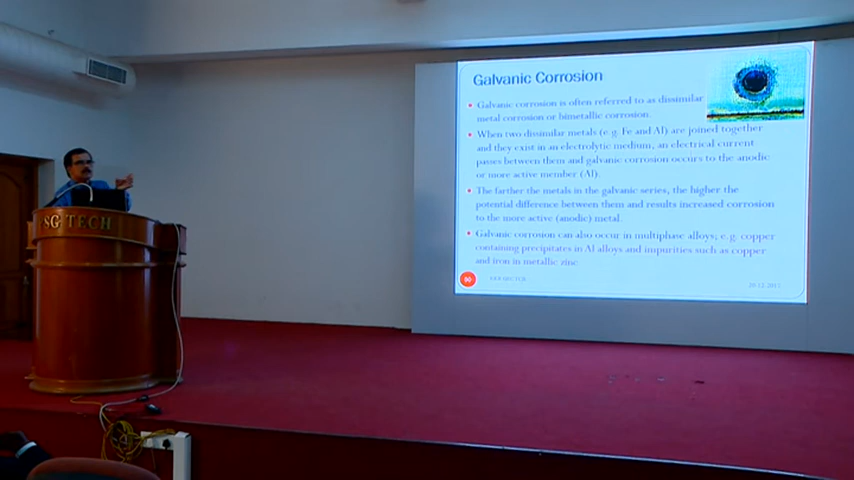 Galvanic Corrosion
Galvanic corrosion is often referred to as dissimilar
metal corrosion or bimetallic corrosion.
When two dissimilar metals (e.g. Fe and Al) are joined together
and they exist in an electrolytic medium, an electrical current
passes between them and galvanic corrosion occurs to the anodic
or more active member (Al).
The farther the metals in the galvanic series, the higher the
potential difference between them and results increased corrosion
to the more active (anodic) metal.
Galvanic corrosion can also occur in multiphase alloys, e.g. copper
containing precipitates in Al alloys and impurities such as copper
and iron in metallic zinc
SG TECH